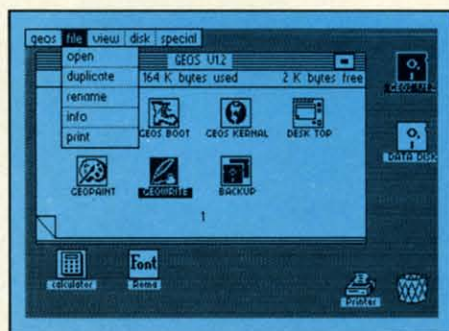 geos file view disk special
open
duplicate
rename
info
print
GEOS V1.2
164 K bytes used 2 K bytes free
GEOS BOOT GEOS KERNAL DESK TOP
GEOPAINT GEOWRITE BACKUP
1
GEOS V1.2
DATA DISK
calculator
Font
Roma
Printer